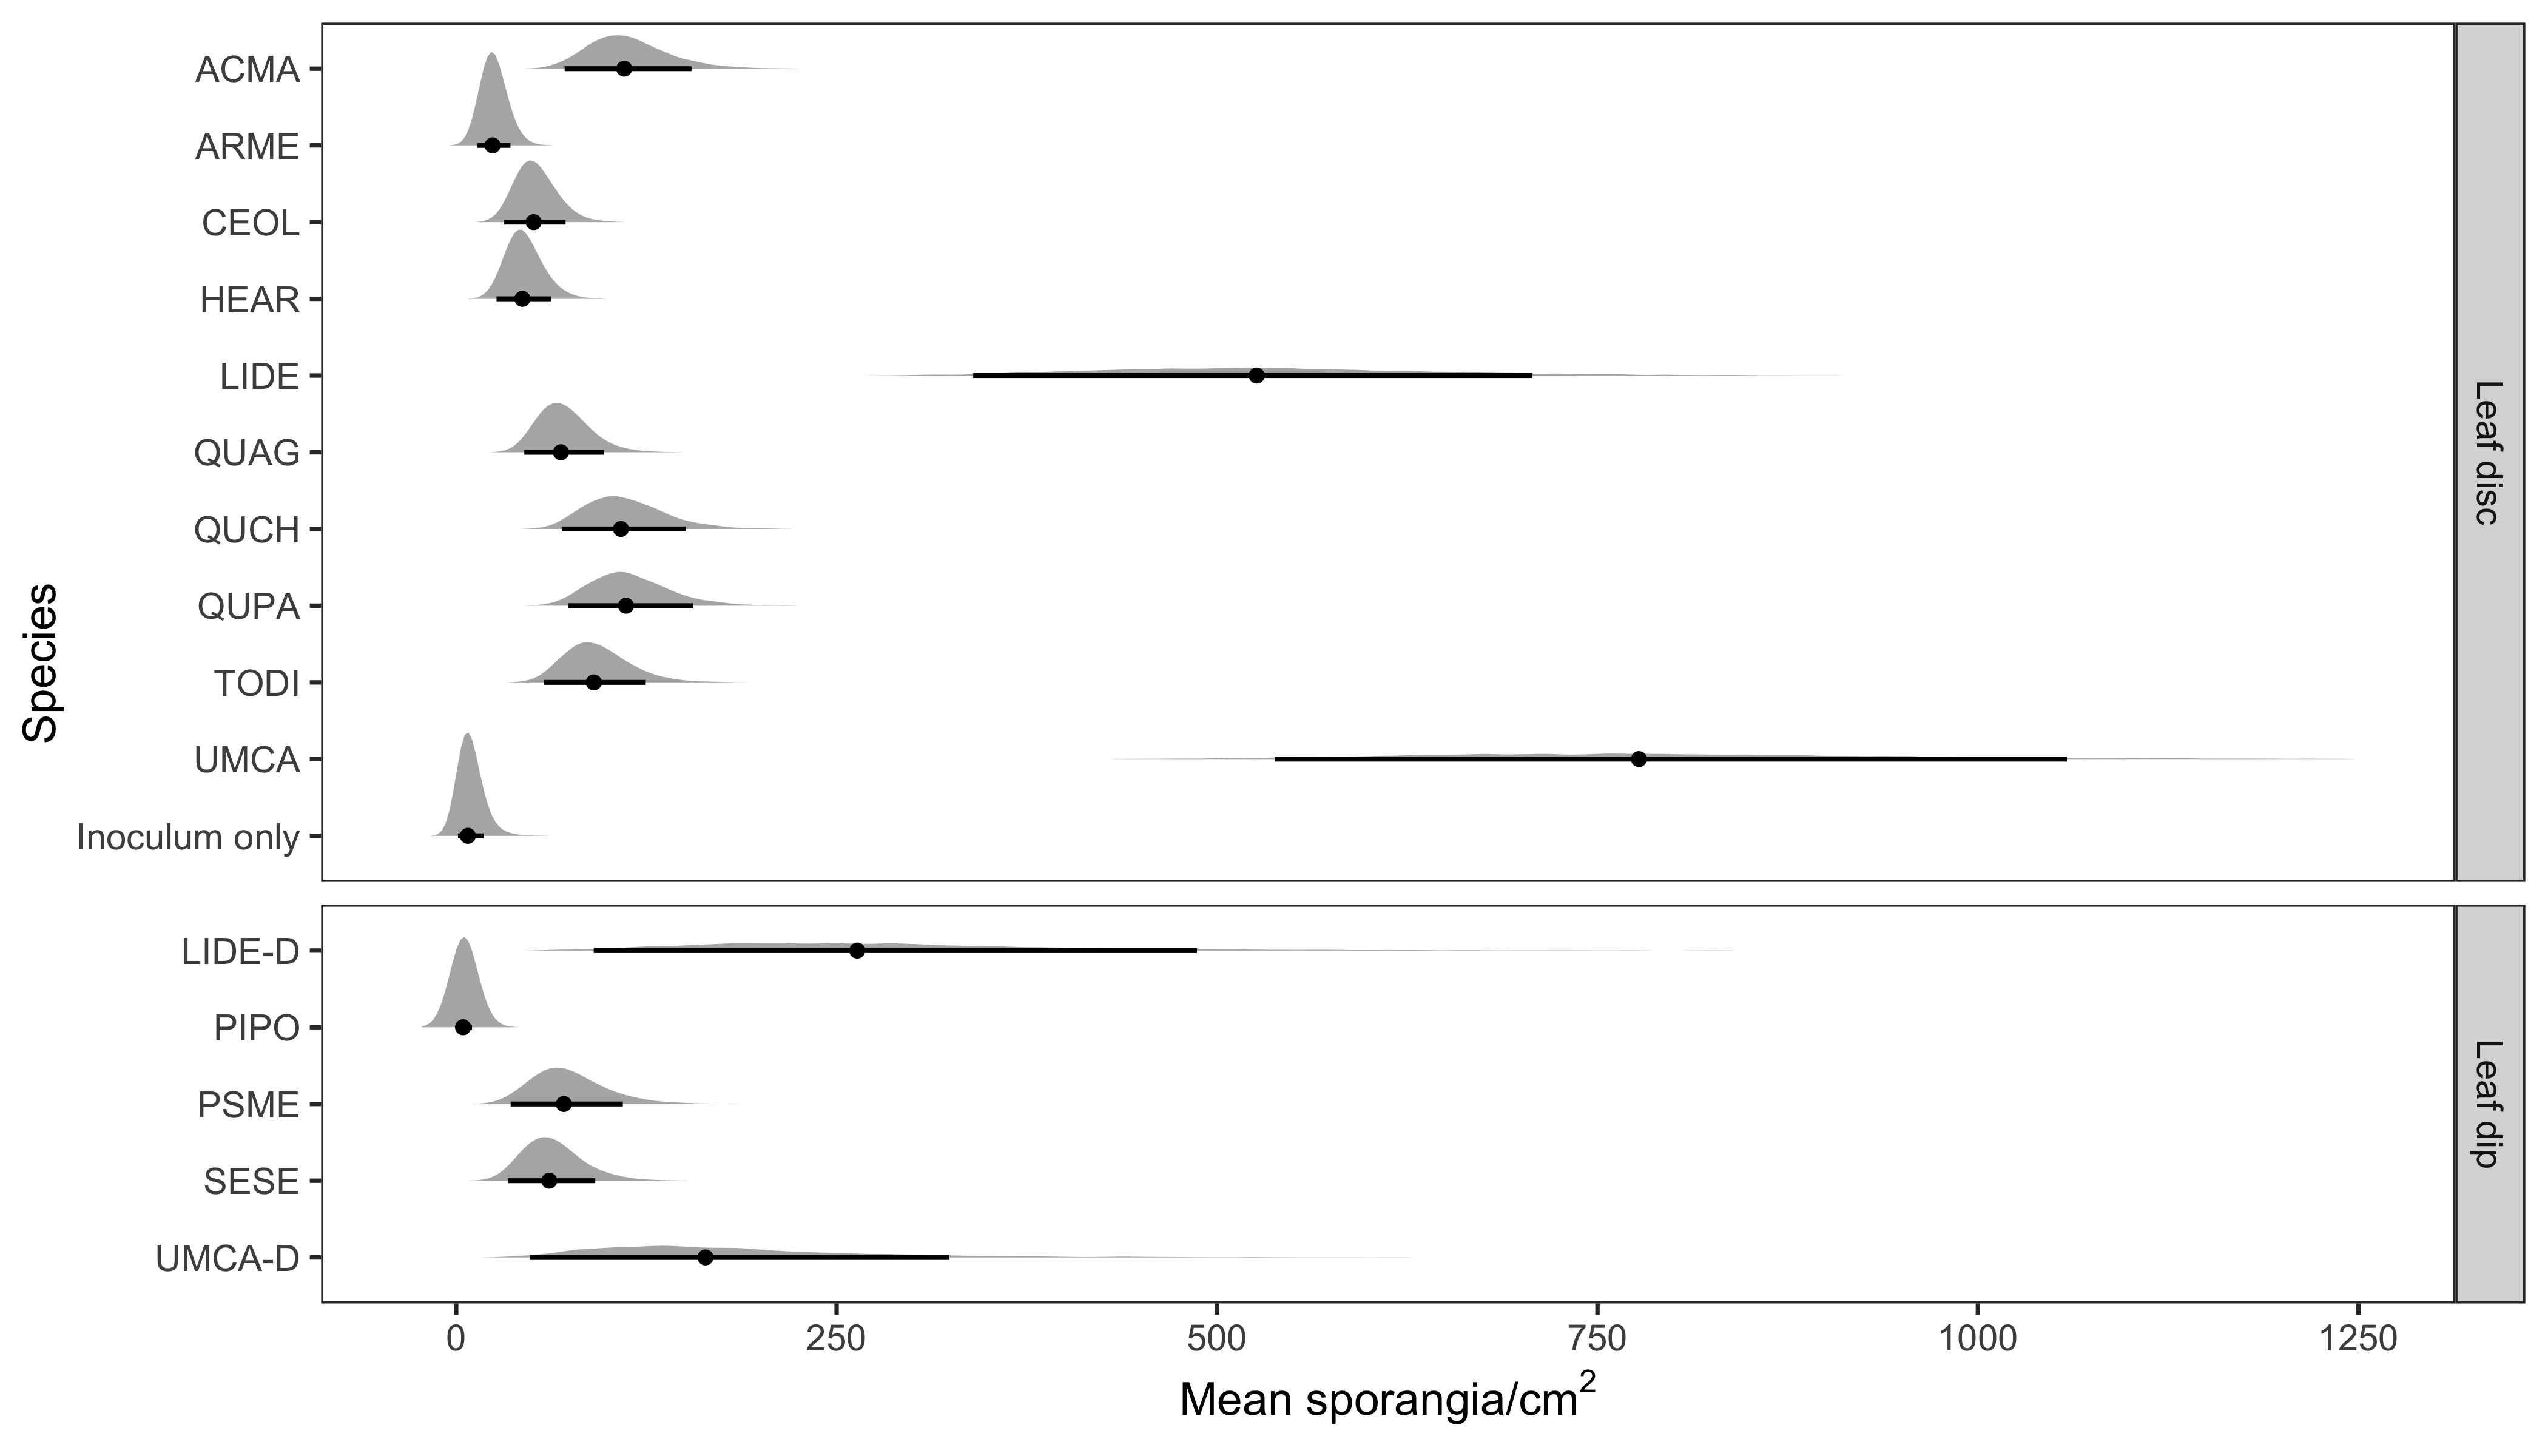 Species
ACMA
ARME
CEOL
HEAR
LIDE
QUAG
QUCH
QUPA
TODI
UMCA
Inoculum only
Leaf disc
LIDE-D
PIPO
PSME
SESE
UMCA-D
Leaf dip
0 250 500 750 1000 1250
Mean sporangia/cm²